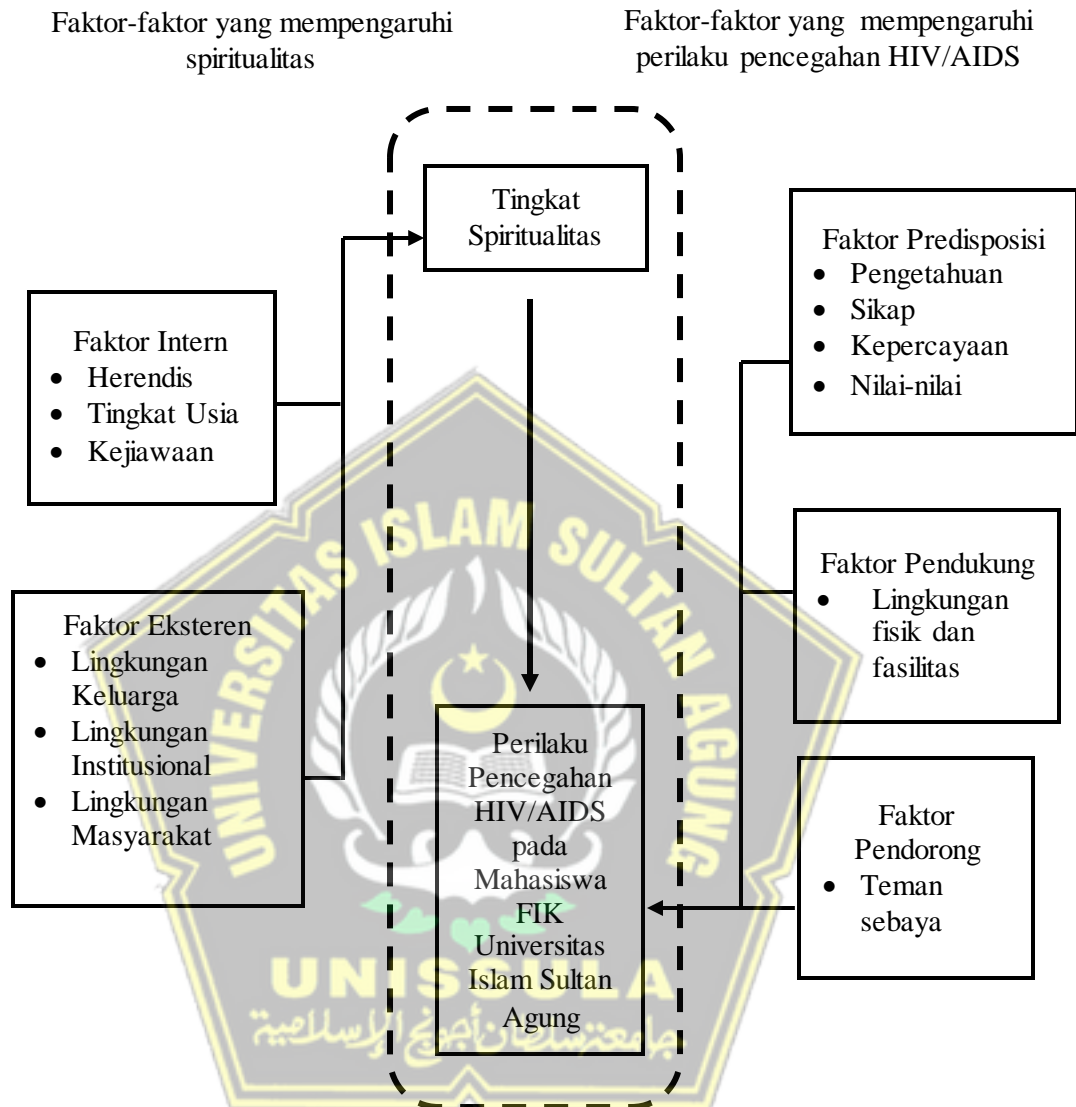 Faktor-faktor yang mempengaruhi
spiritualitas
Faktor-faktor yang mempengaruhi
perilaku pencegahan HIV/AIDS
Tingkat
Spiritualitas
Faktor Intern
• Herendis
• Tingkat Usia
• Kejiawaan
Faktor Eksteren
• Lingkungan
Keluarga
• Lingkungan
Institusional
• Lingkungan
Masyarakat
Perilaku
Pencegahan
HIV/AIDS
pada
Mahasiswa
FIK
Universitas
Islam Sultan
Agung
Faktor Predisposisi
• Pengetahuan
• Sikap
• Kepercayaan
• Nilai-nilai
Faktor Pendukung
• Lingkungan
fisik dan
fasilitas
Faktor
Pendorong
• Teman
sebaya
UNIVERSITAS ISLAM SULTAN AGUNG
UNISSULA
جامعتنسلطان أجونج الإسلامية